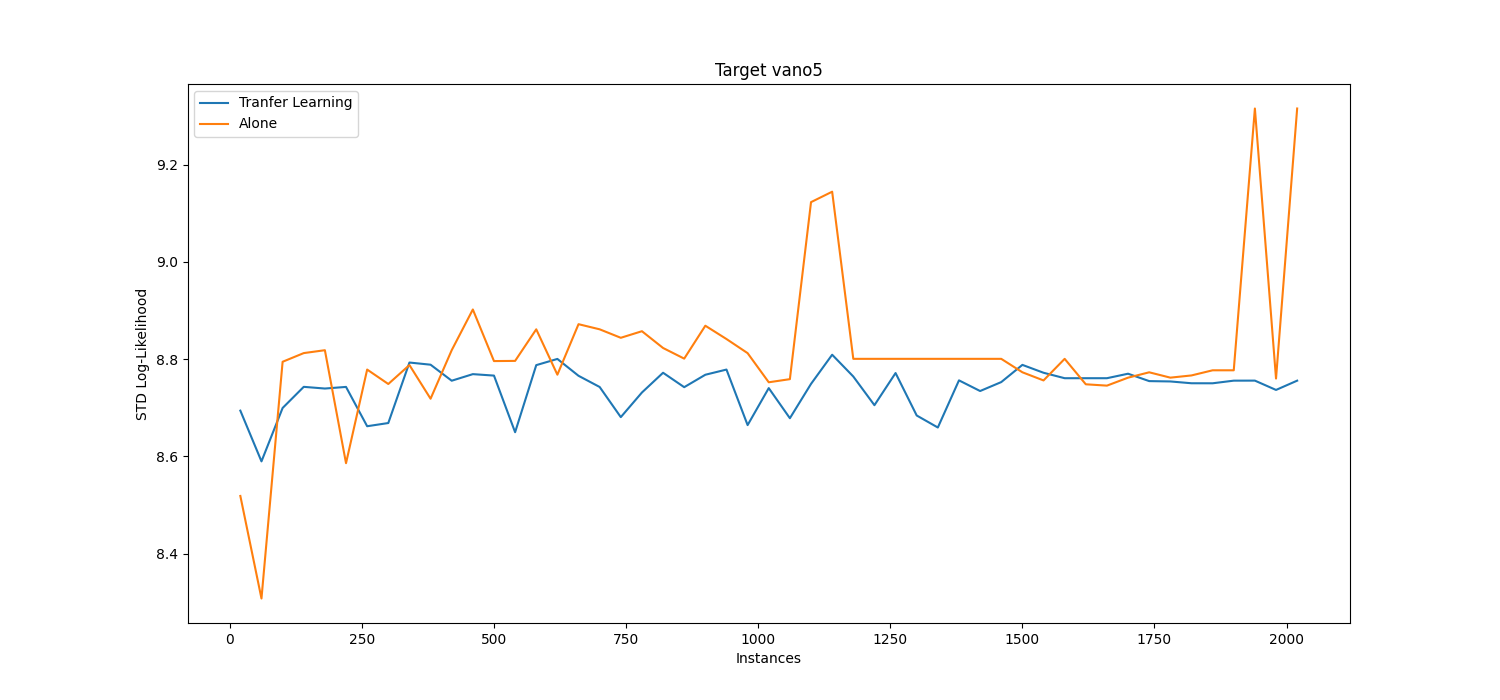 Target vano5
Tranfer Learning
Alone
9.2
9.0
8.8
8.6
8.4
STD Log-Likelihood
0 250 500 750 1000 1250 1500 1750 2000
Instances